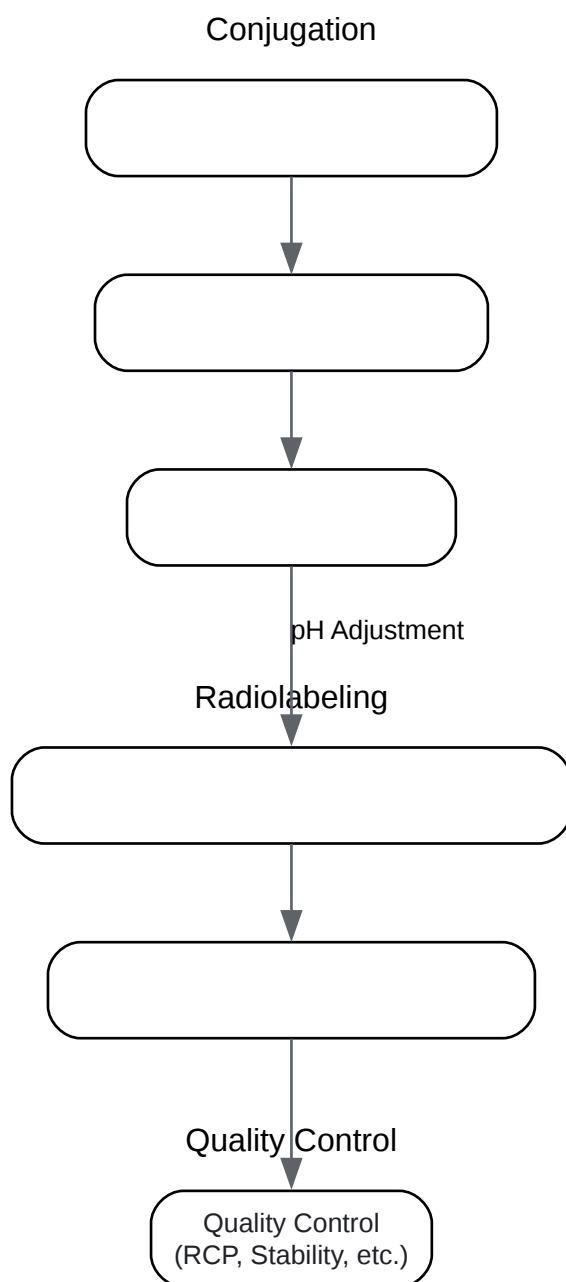 Conjugation
pH Adjustment
Radiolabeling
Quality Control
Quality Control
(RCP, Stability, etc.)